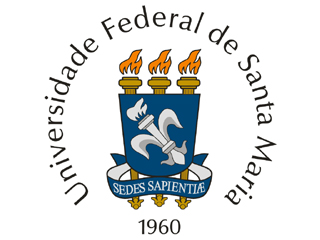 Universidade Federal de Santa Maria
SEDES SAPIENTIÆ
1960